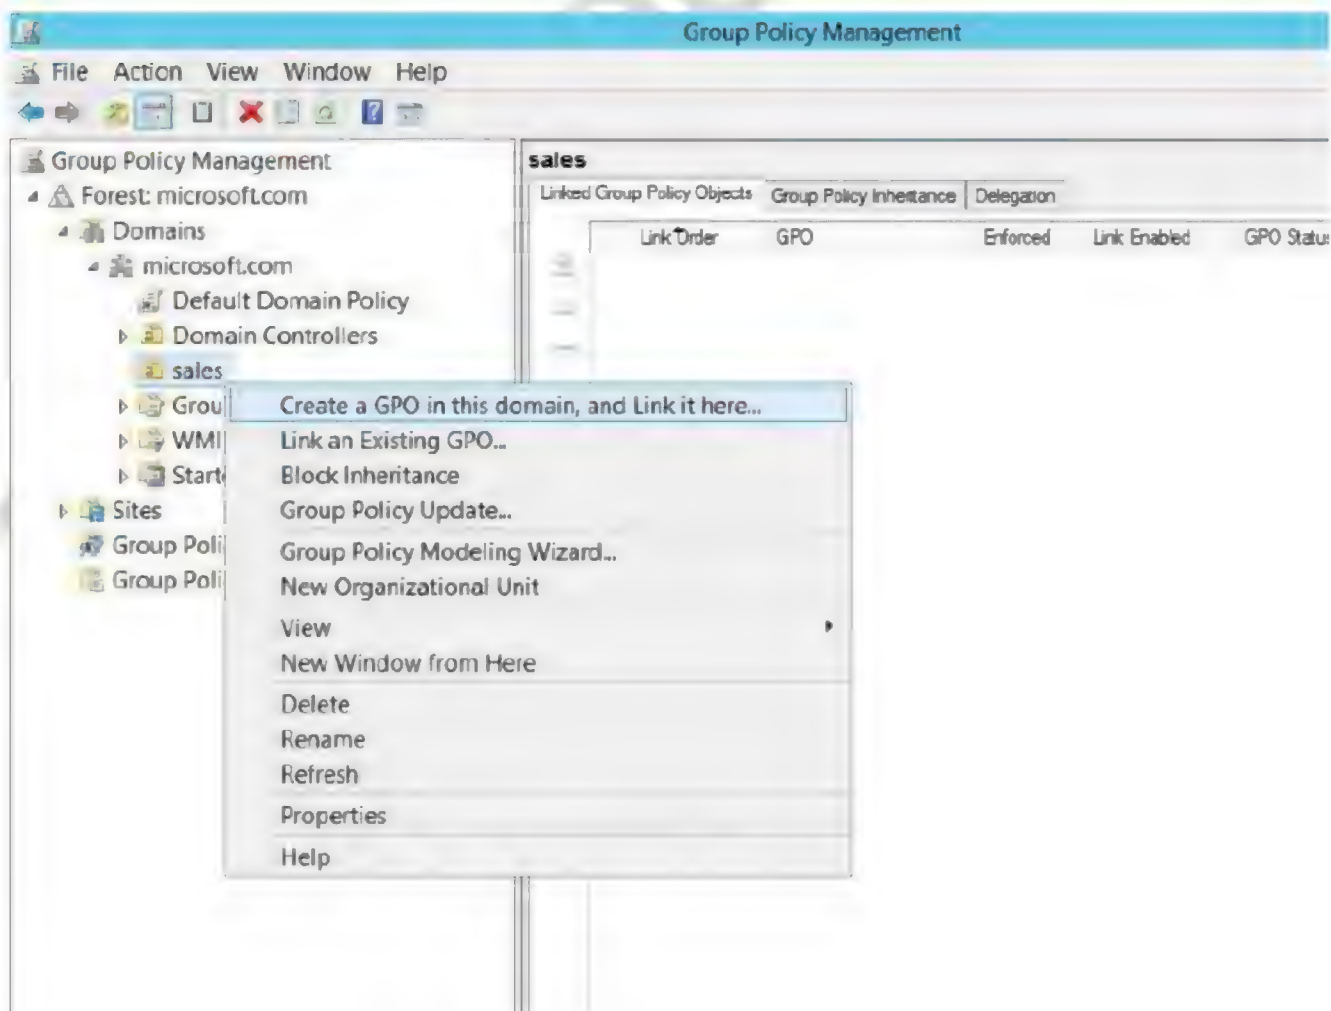 Group Policy Management
File Action View Window Help
Group Policy Management
Forest: microsoft.com
Domains
microsoft.com
Default Domain Policy
Domain Controllers
sales
Grou
WMI
Start
Sites
Group Poli
Group Poli
sales
Linked Group Policy Objects Group Policy Inheritance Delegation
Link Order GPO Enforced Link Enabled GPO Status
Create a GPO in this domain, and Link it here...
Link an Existing GPO...
Block Inheritance
Group Policy Update...
Group Policy Modeling Wizard...
New Organizational Unit
View
New Window from Here
Delete
Rename
Refresh
Properties
Help